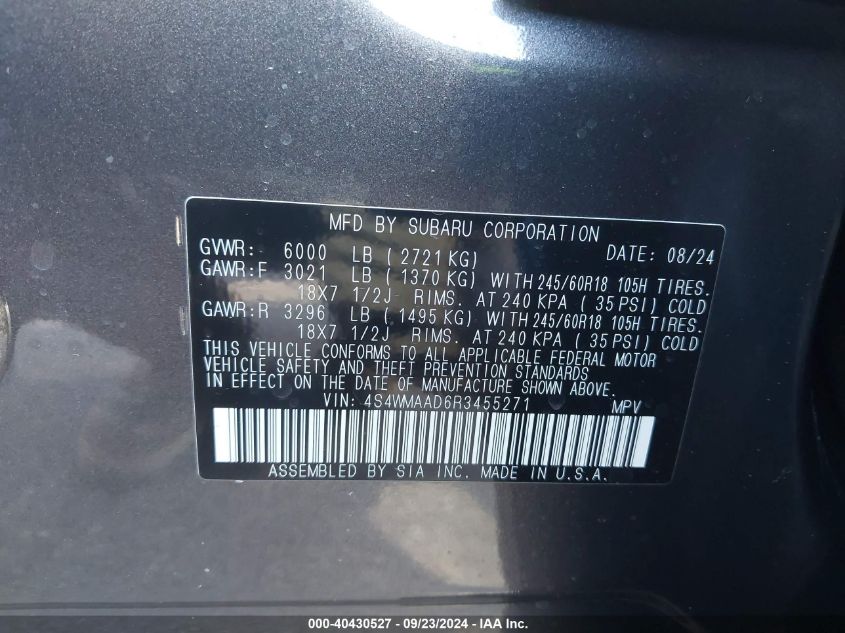 MFD BY SUBARU CORPORATION
GVWR:- 6000 LB ( 2721 KG) DATE: 08/24
GAWR:F 3021 LB ( 1370 KG) WITH 245/60R18 105H TIRES.
18X7 1/2J RIMS. AT 240 KPA ( 35 PSI) COLD
GAWR:R 3296 LB ( 1495 KG) WITH 245/60R18 105H TIRES.
18X7 1/2J RIMS. AT 240 KPA ( 35 PSI) COLD
THIS VEHICLE CONFORMS TO ALL APPLICABLE FEDERAL MOTOR
VEHICLE SAFETY AND THEFT PREVENTION STANDARDS
IN EFFECT ON THE DATE OF MANUFACTURE SHOWN ABOVE.
VIN: 4S4WMAAD6R3455271 MPV
ASSEMBLED BY SIA INC. MADE IN U.S.A.
000-40430527 - 09/23/2024 - IAA Inc.